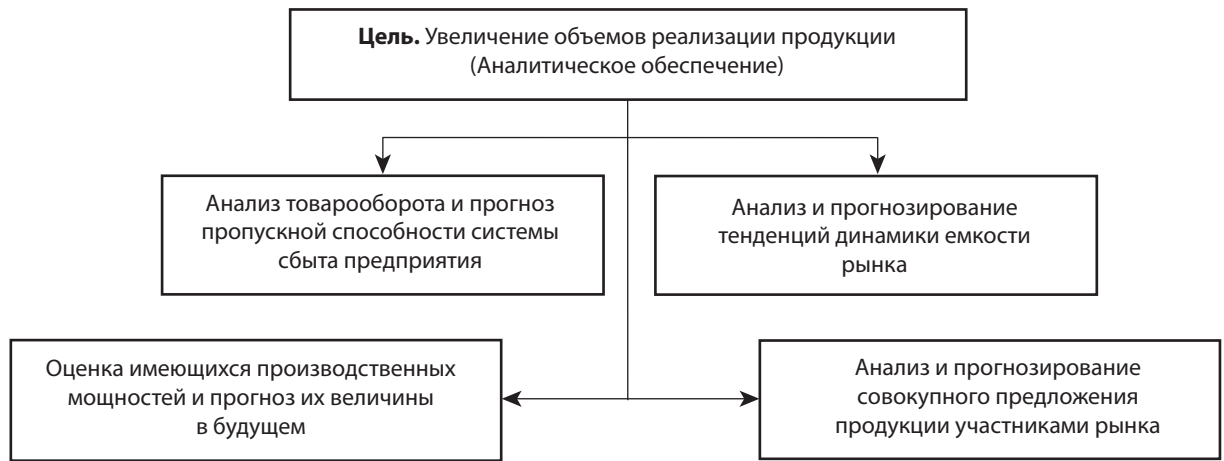 Цель. Увеличение объемов реализации продукции
(Аналитическое обеспечение)
Анализ товарооборота и прогноз
пропускной способности системы
сбыта предприятия
Анализ и прогнозирование
тенденций динамики емкости
рынка
Оценка имеющихся производственных
мощностей и прогноз их величины
в будущем
Анализ и прогнозирование
совокупного предложения
продукции участниками рынка